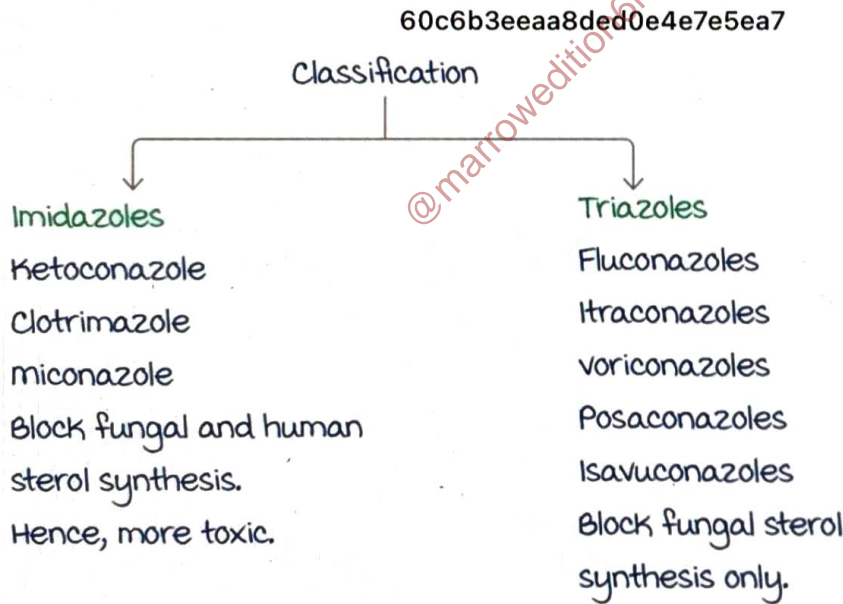 60c6b3eeaa8ded0e4e7e5ea7
Classification
Imidazoles
Ketoconazole
Clotrimazole
miconazole
Block fungal and human
sterol synthesis.
Hence, more toxic.
Triazoles
Fluconazoles
Itraconazoles
voriconazoles
Posaconazoles
Isavuconazoles
Block fungal sterol
synthesis only.